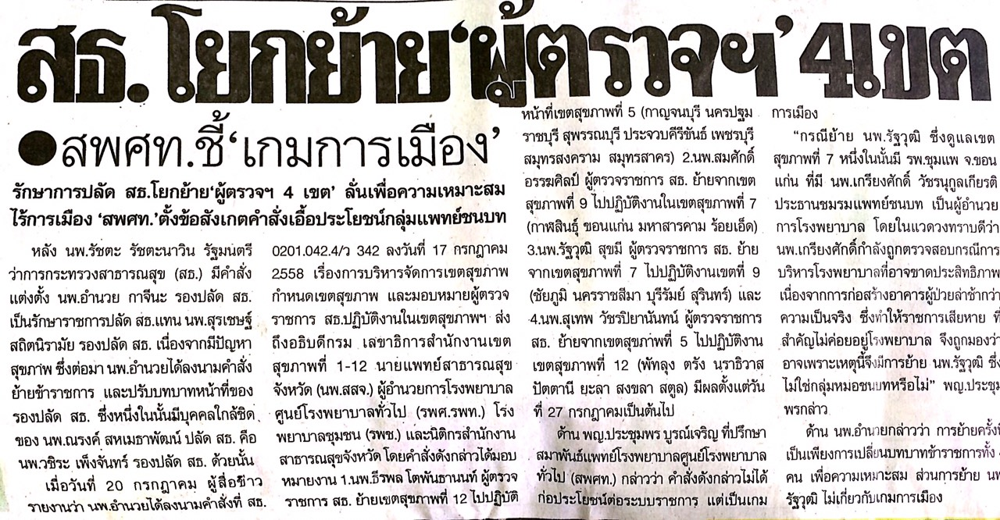 สธ.โยกย้าย‘ผู้ตรวจฯ’4เขต
●สพศท.ชี้‘เกมการเมือง’
รักษาการปลัด สธ.โยกย้าย‘ผู้ตรวจฯ 4 เขต’ ลั่นเพื่อความเหมาะสม
ไร้การเมือง ‘สพศท.’ตั้งข้อสังเกตคำสั่งเอื้อประโยชน์กลุ่มแพทย์ชนบท
หลัง นพ.รัชตะ รัชตะนาวิน รัฐมนตรี
ว่าการกระทรวงสาธารณสุข (สธ.) มีคำสั่ง
แต่งตั้ง นพ.อำนวย กาจีนะ รองปลัด สธ.
เป็นรักษาราชการปลัด สธ.แทน นพ.สุรเชษฐ์
สถิตนิรามัย รองปลัด สธ. เนื่องจากมีปัญหา
สุขภาพ ซึ่งต่อมา นพ.อำนวยได้ลงนามคำสั่ง
ย้ายข้าราชการ และปรับบทบาทหน้าที่ของ
รองปลัด สธ. ซึ่งหนึ่งในนั้นมีบุคคลใกล้ชิด
ของ นพ.ณรงค์ สหเมธาพัฒน์ ปลัด สธ. คือ
นพ.วชิระ เพ็งจันทร์ รองปลัด สธ. ด้วยนั้น
เมื่อวันที่ 20 กรกฎาคม ผู้สื่อข่าว
รายงานว่า นพ.อำนวยได้ลงนามคำสั่งที่ สธ.
0201.042.4/ว 342 ลงวันที่ 17 กรกฎาคม
2558 เรื่องการบริหารจัดการเขตสุขภาพ
กำหนดเขตสุขภาพ และมอบหมายผู้ตรวจ
ราชการ สธ.ปฏิบัติงานในเขตสุขภาพฯ ส่ง
ถึงอธิบดีกรม เลขาธิการสำนักงานเขต
สุขภาพที่ 1-12 นายแพทย์สาธารณสุข
จังหวัด (นพ.สสจ.) ผู้อำนวยการโรงพยาบาล
ศูนย์โรงพยาบาลทั่วไป (รพศ.รพท.) โรง
พยาบาลชุมชน (รพช.) และนิติกรสำนักงาน
สาธารณสุขจังหวัด โดยคำสั่งดังกล่าวได้มอบ
หมายงาน 1.นพ.ธีรพล โตพันธานนท์ ผู้ตรวจ
ราชการ สธ. ย้ายเขตสุขภาพที่ 12 ไปปฏิบัติ
หน้าที่เขตสุขภาพที่ 5 (กาญจนบุรี นครปฐม
ราชบุรี สุพรรณบุรี ประจวบคีรีขันธ์ เพชรบุรี
สมุทรสงคราม สมุทรสาคร) 2.นพ.สมศักดิ์
อรรฆศิลป์ ผู้ตรวจราชการ สธ. ย้ายจากเขต
สุขภาพที่ 9 ไปปฏิบัติงานในเขตสุขภาพที่ 7
(กาฬสินธุ์ ขอนแก่น มหาสารคาม ร้อยเอ็ด)
3.นพ.รัฐวุฒิ สุขมี ผู้ตรวจราชการ สธ. ย้าย
จากเขตสุขภาพที่ 7 ไปปฏิบัติงานเขตที่ 9
(ชัยภูมิ นครราชสีมา บุรีรัมย์ สุรินทร์) และ
4.นพ.สุเทพ วัชรปิยานันทน์ ผู้ตรวจราชการ
สธ. ย้ายจากเขตสุขภาพที่ 5 ไปปฏิบัติงาน
เขตสุขภาพที่ 12 (พัทลุง ตรัง นราธิวาส
ปัตตานี ยะลา สงขลา สตูล) มีผลตั้งแต่วัน
ที่ 27 กรกฎาคมเป็นต้นไป
ด้าน พญ.ประชุมพร บูรณ์เจริญ ที่ปรึกษา
สมาพันธ์แพทย์โรงพยาบาลศูนย์โรงพยาบาล
ทั่วไป (สพศท.) กล่าวว่า คำสั่งดังกล่าวไม่ได้
ก่อประโยชน์ต่อระบบราชการ แต่เป็นเกม
การเมือง
“กรณีย้าย นพ.รัฐวุฒิ ซึ่งดูแลเขต
สุขภาพที่ 7 หนึ่งในนั้นมี รพ.ชุมแพ จ.ขอน
แก่น ที่มี นพ.เกรียงศักดิ์ วัชรนุกูลเกียรติ
ประธานชมรมแพทย์ชนบท เป็นผู้อำนวย
การโรงพยาบาล โดยในแวดวงทราบดีว่า
นพ.เกรียงศักดิ์กำลังถูกตรวจสอบกรณีการ
บริหารโรงพยาบาลที่อาจขาดประสิทธิภาพ
เนื่องจากการก่อสร้างอาคารผู้ป่วยล่าช้ากว่า
ความเป็นจริง ซึ่งทำให้ราชการเสียหาย ที่
สำคัญไม่ค่อยอยู่โรงพยาบาล จึงถูกมองว่า
อาจเพราะเหตุนี้จึงมีการย้าย นพ.รัฐวุฒิ ซึ่ง
ไม่ใช่กลุ่มหมอชนบทหรือไม่” พญ.ประชุม
พรกล่าว
ด้าน นพ.อำนวยกล่าวว่า การย้ายครั้งนี้
เป็นเพียงการเปลี่ยนบทบาทข้าราชการทั้ง 4
คน เพื่อความเหมาะสม ส่วนการย้าย นพ.
รัฐวุฒิ ไม่เกี่ยวกับเกมการเมือง